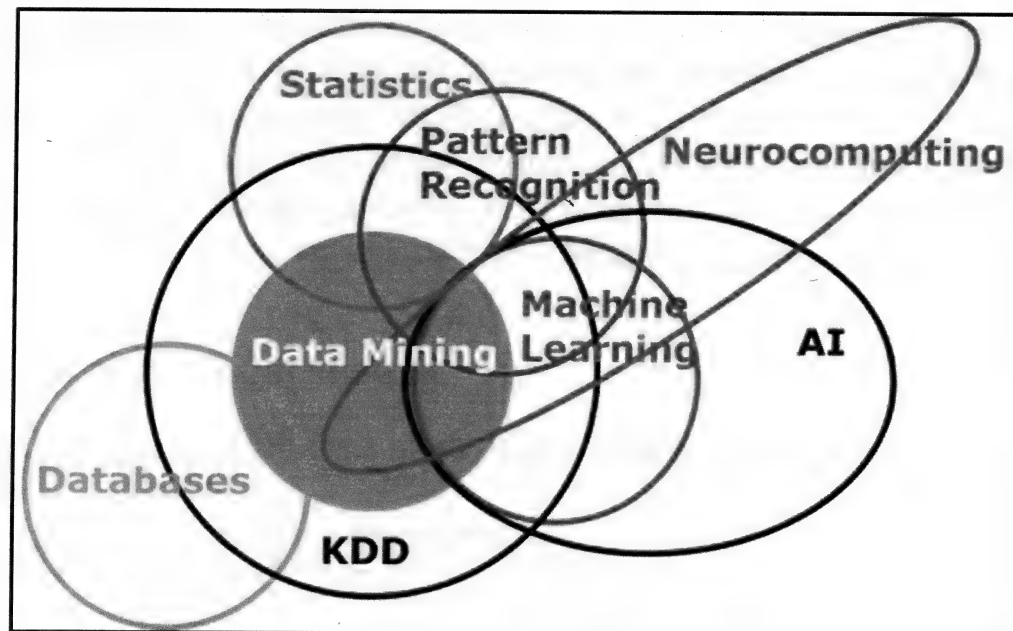 Statistics
Pattern
Recognition
Neurocomputing
Machine
Learning
Data Mining
AI
Databases
KDD